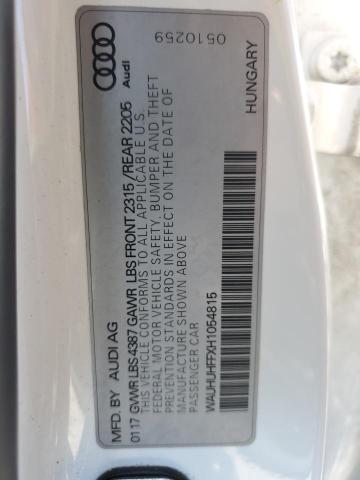 MFD. BY AUDI AG
0117 GVWR LBS 4387 GAWR LBS FRONT 2315/REAR 2205
THIS VEHICLE CONFORMS TO ALL APPLICABLE U.S.
FEDERAL MOTOR VEHICLE SAFETY, BUMPER AND THEFT
PREVENTION STANDARDS IN EFFECT ON THE DATE OF
MANUFACTURE SHOWN ABOVE
PASSENGER CAR
WAUHUHFFXH1054815
Audi
0510259
HUNGARY